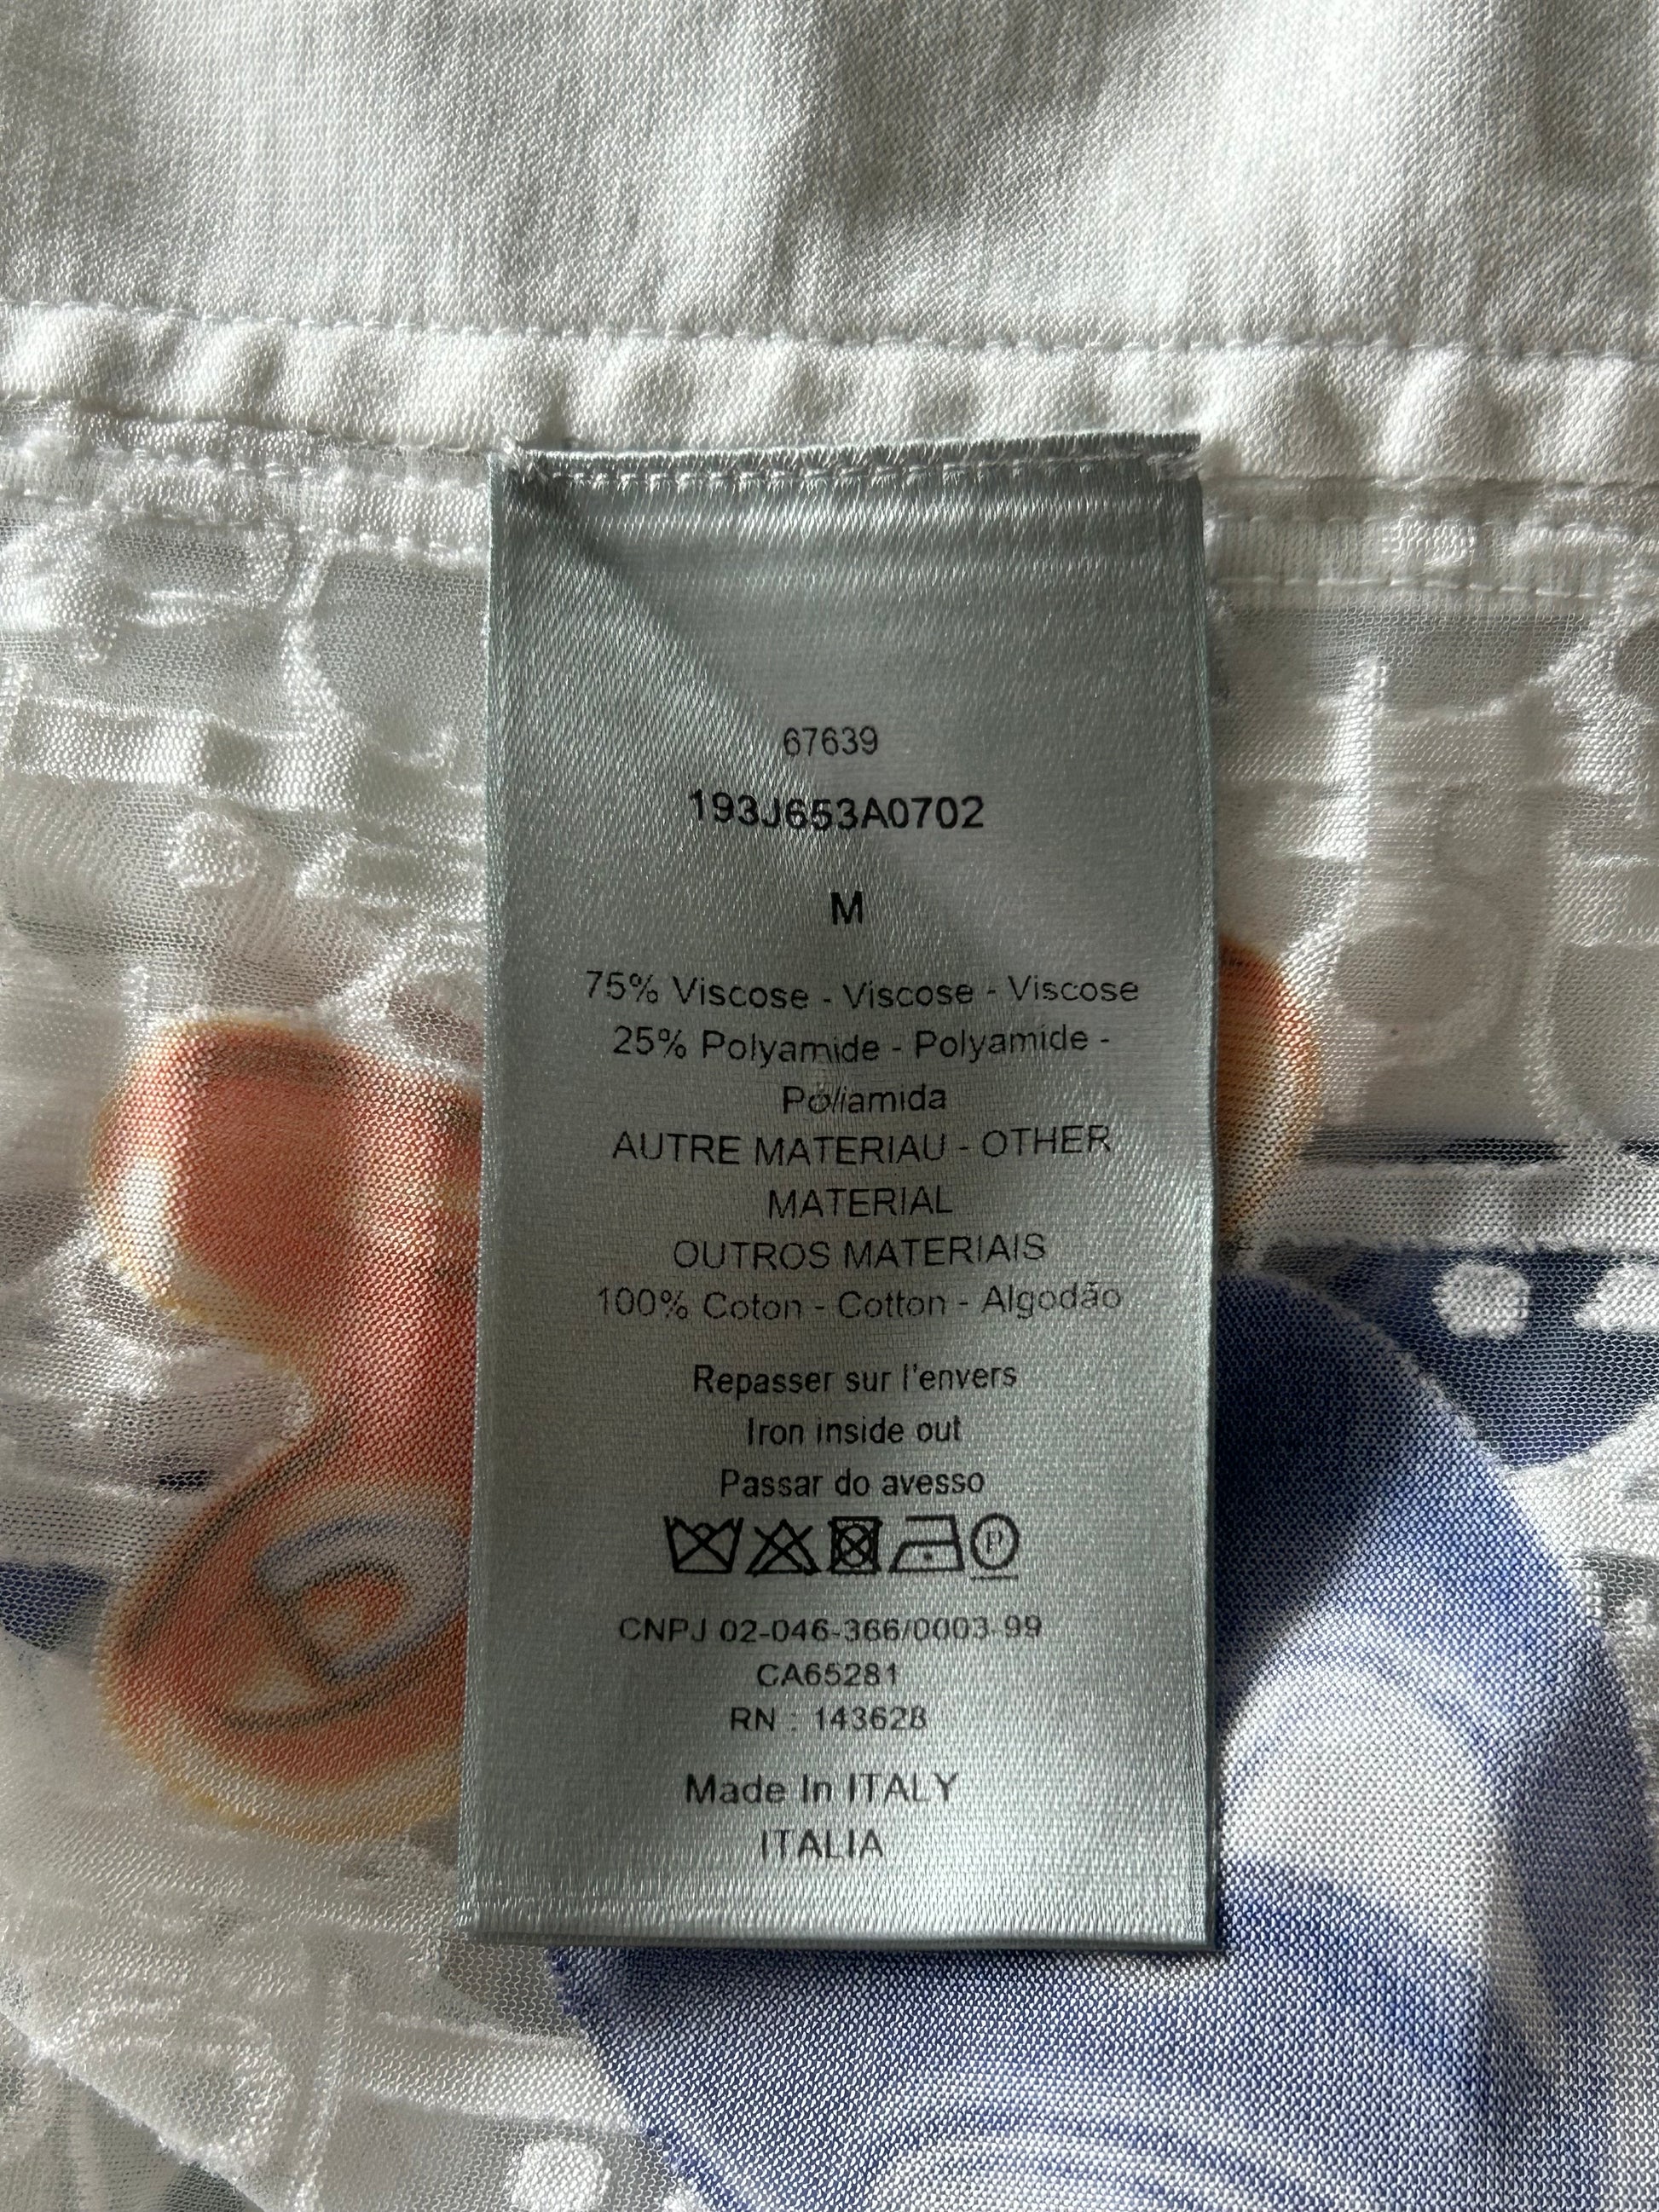 67639
193J653A0702
M
75% Viscose - Viscose - Viscose
25% Polyamide - Polyamide -
Poliamida
AUTRE MATERIAU - OTHER
MATERIAL
OUTROS MATERIAIS
100% Coton - Cotton - Algodão
Repasser sur l'envers
Iron inside out
Passar do avesso
P
CNPJ 02-046-366/0003-99
CA65281
RN : 143628
Made In ITALY
ITALIA